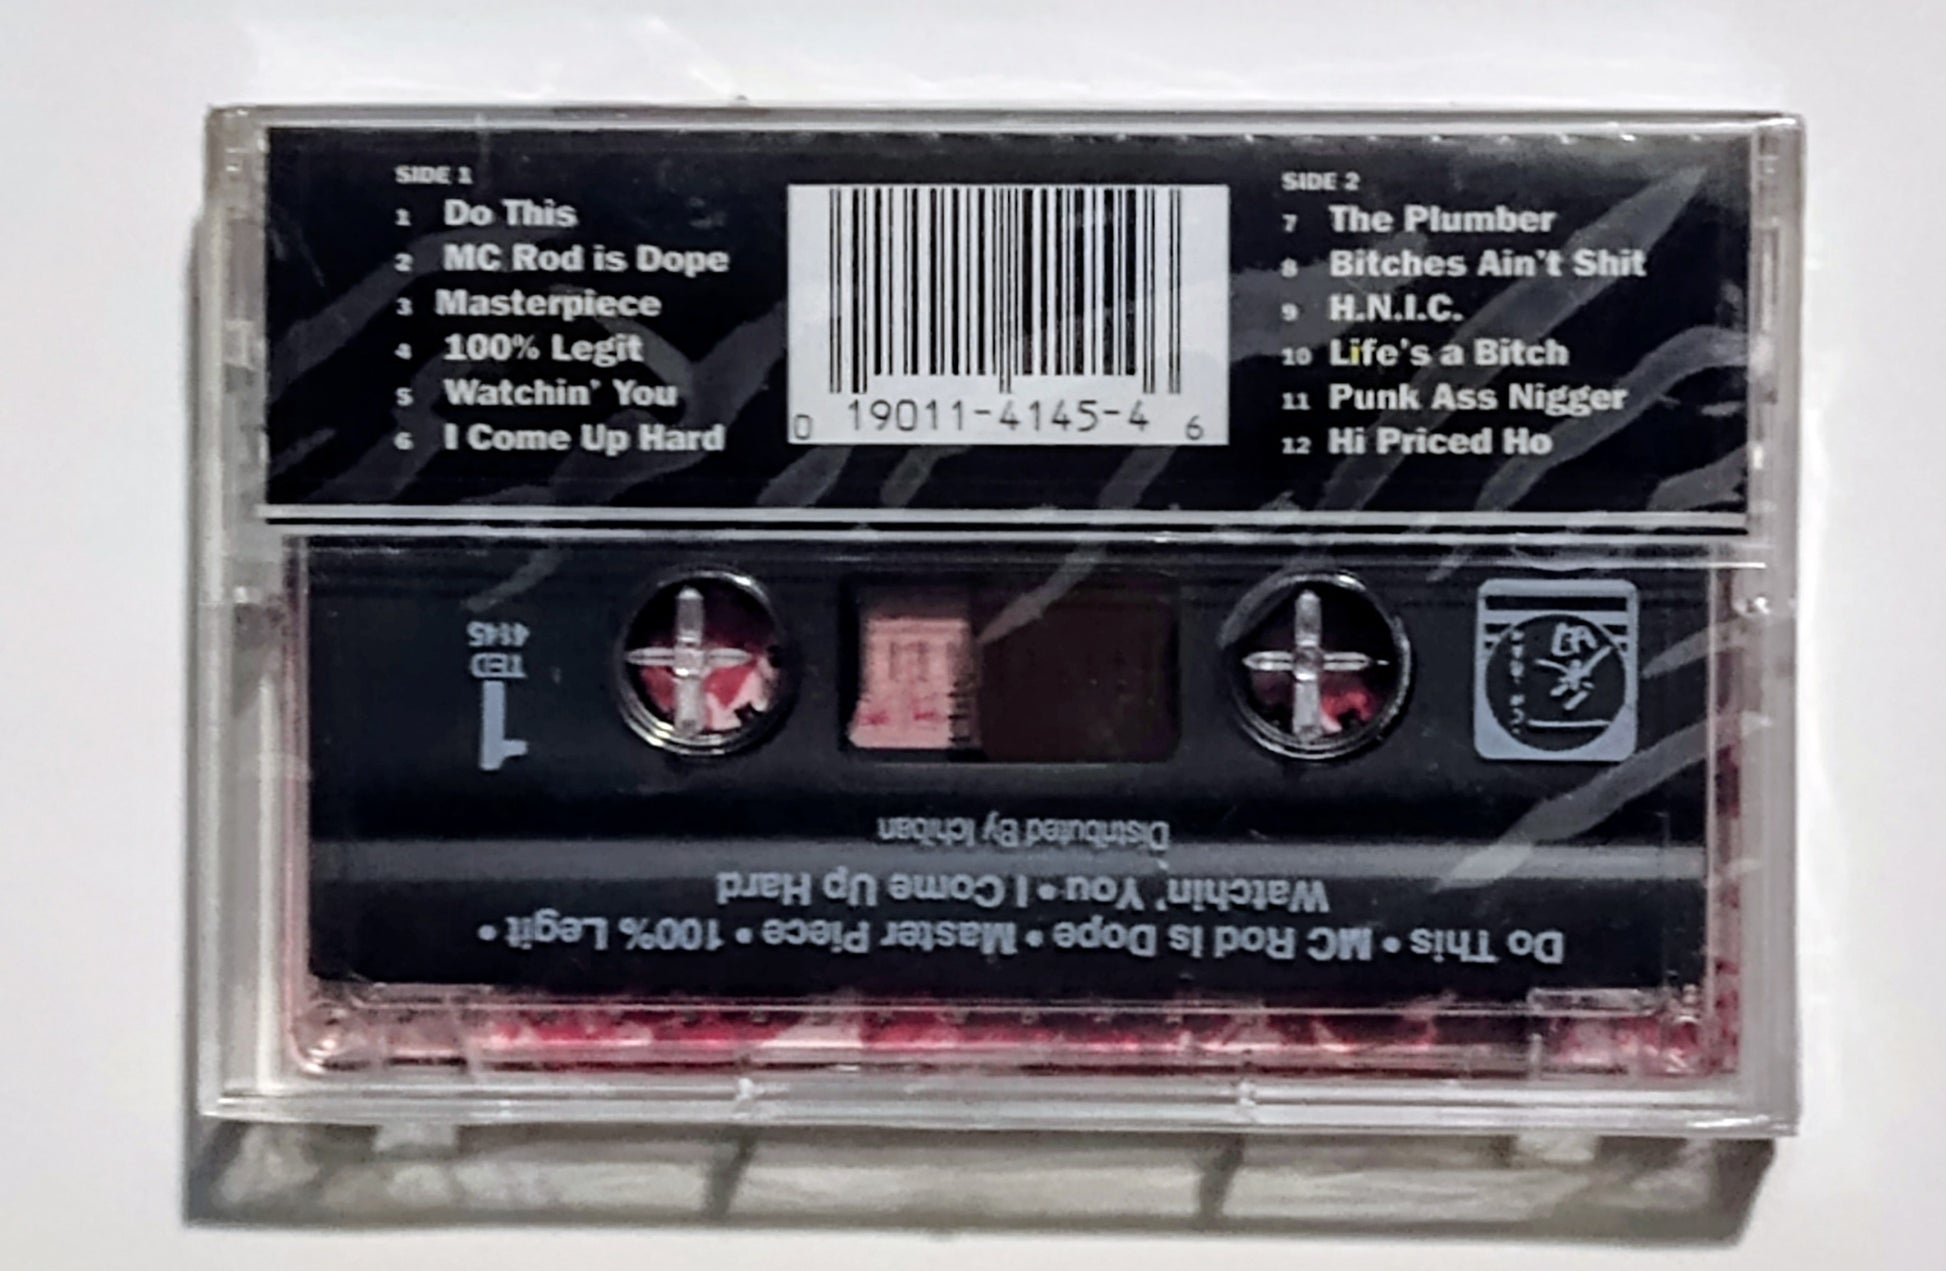 SIDE 1
1 Do This
2 MC Rod is Dope
3 Masterpiece
4 100% Legit
5 Watchin' You
6 I Come Up Hard
0 19011-4145-4 6
SIDE 2
7 The Plumber
8 Bitches Ain't Shit
9 H.N.I.C.
10 Life's a Bitch
11 Punk Ass Nigger
12 Hi Priced Ho
1
TED
4145
Distributed By Ichiban
Do This • MC Rod Is Dope • Master Piece • 100% Legit •
Watchin' You • I Come Up Hard